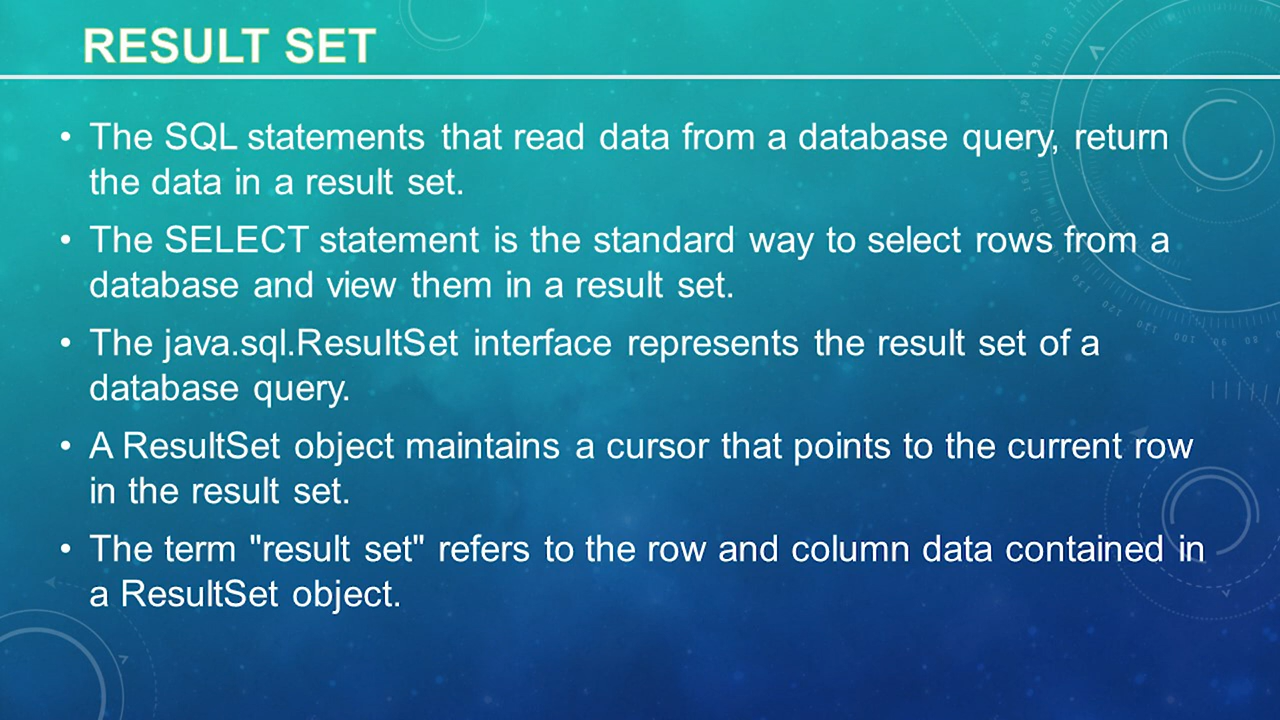 RESULT SET
• The SQL statements that read data from a database query, return
the data in a result set.
• The SELECT statement is the standard way to select rows from a
database and view them in a result set.
• The java.sql.ResultSet interface represents the result set of a
database query.
• A ResultSet object maintains a cursor that points to the current row
in the result set.
• The term "result set" refers to the row and column data contained in
a ResultSet object.